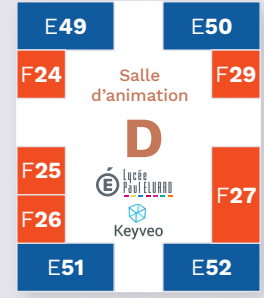 E49 E50
F24 F29
Salle
d'animation
D
F25
Lycée
Paul ELUARD
F27
F26
Keyveo
E51 E52